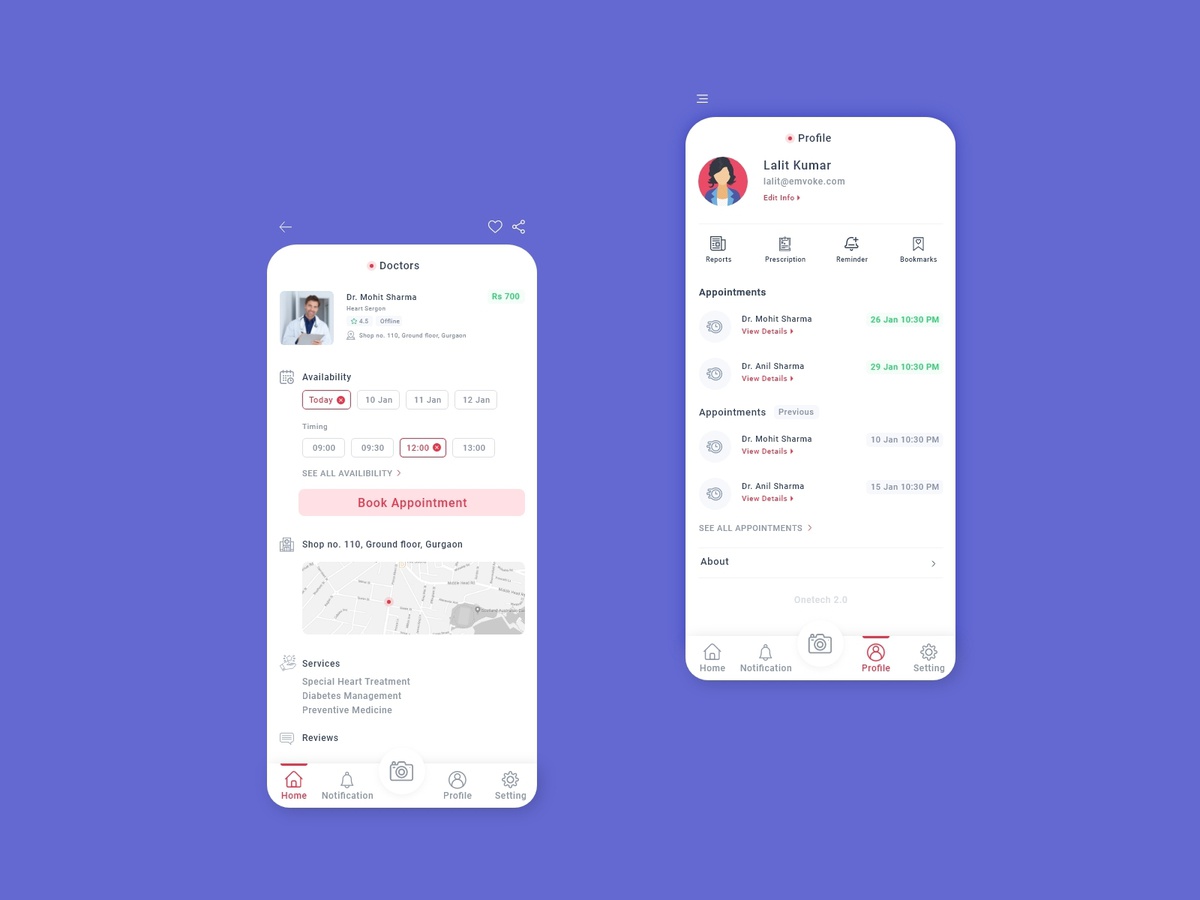 Doctors
Dr. Mohit Sharma
Rs 700
Heart Sergon
4.5 Offline
Shop no. 110, Ground floor, Gurgaon
Availability
Today 10 Jan 11 Jan 12 Jan
Timing
09:00 09:30 12:00 13:00
SEE ALL AVAILIBILITY
Book Appointment
Shop no. 110, Ground floor, Gurgaon
Services
Special Heart Treatment
Diabetes Management
Preventive Medicine
Reviews
Home Notification Profile Setting
Profile
Lalit Kumar
lalit@emvoke.com
Edit Info
Reports Prescription Reminder Bookmarks
Appointments
Dr. Mohit Sharma
View Details
26 Jan 10:30 PM
Dr. Anil Sharma
View Details
29 Jan 10:30 PM
Appointments Previous
Dr. Mohit Sharma
View Details
10 Jan 10:30 PM
Dr. Anil Sharma
View Details
15 Jan 10:30 PM
SEE ALL APPOINTMENTS
About
Onetech 2.0
Home Notification Profile Setting